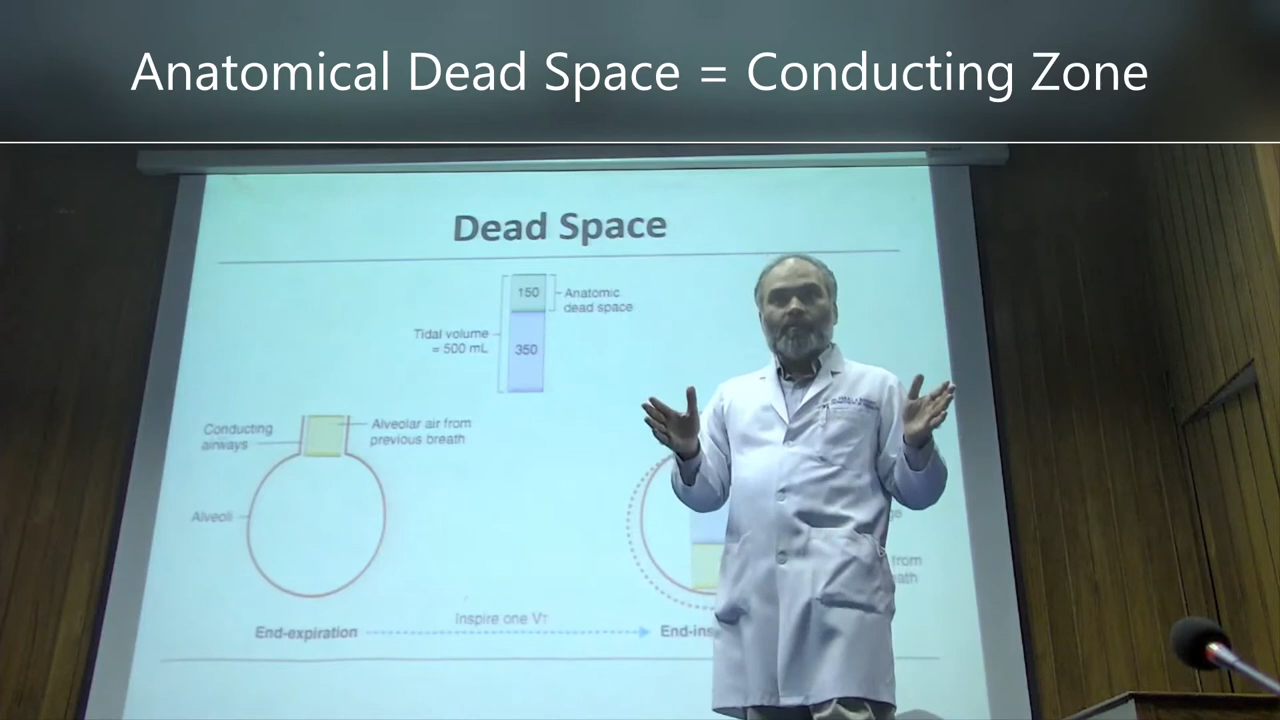 Anatomical Dead Space = Conducting Zone
Dead Space
150
Anatomic
dead space
Tidal volume
= 500 mL
350
Conducting
airways
Alveolar air from
previous breath
Alveoli
from
Inspire one VT
End-expiration
End-ins